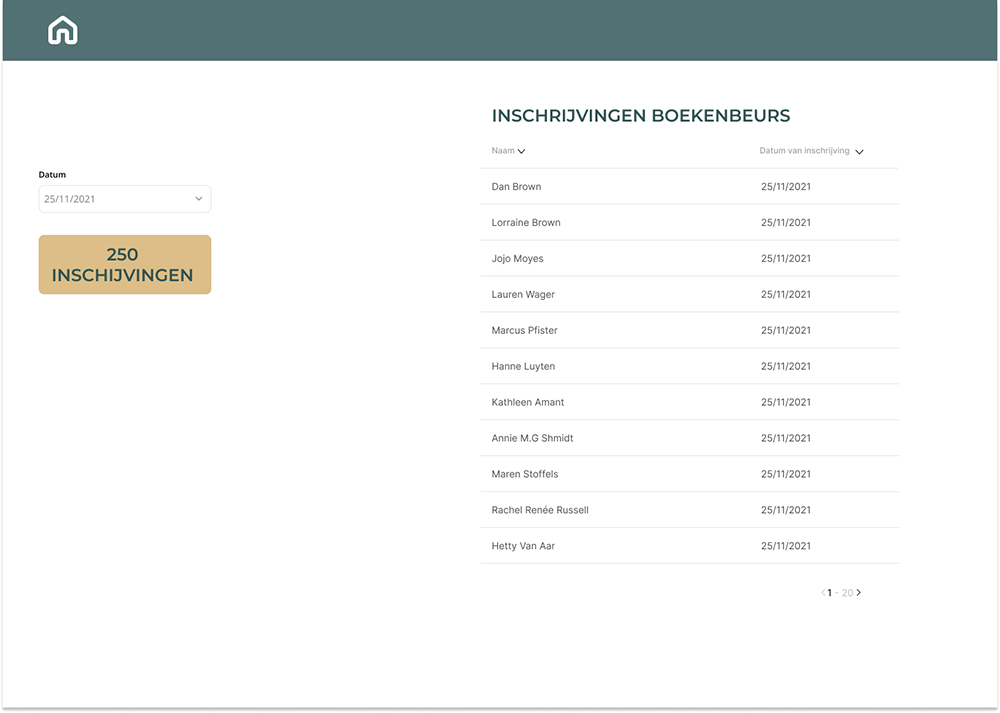 Datum
25/11/2021
250
INSCHIJVINGEN
INSCHRIJVINGEN BOEKENBEURS
Naam Datum van inschrijving
Dan Brown 25/11/2021
Lorraine Brown 25/11/2021
Jojo Moyes 25/11/2021
Lauren Wager 25/11/2021
Marcus Pfister 25/11/2021
Hanne Luyten 25/11/2021
Kathleen Amant 25/11/2021
Annie M.G Shmidt 25/11/2021
Maren Stoffels 25/11/2021
Rachel Renée Russell 25/11/2021
Hetty Van Aar 25/11/2021
1 - 20